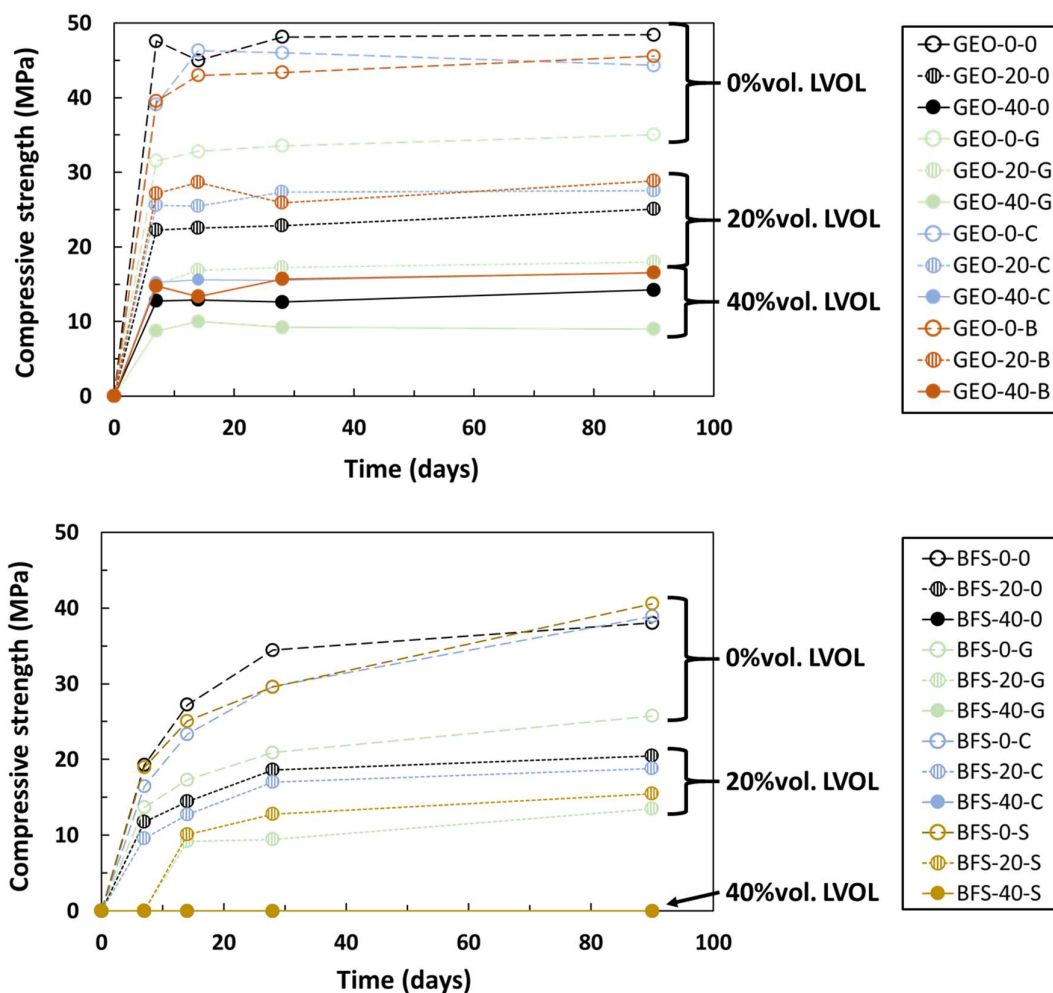 50
40
30
20
10
0
Compressive strength (MPa)
0 20 40 60 80 100
Time (days)
0%vol. LVOL
20%vol. LVOL
40%vol. LVOL
GEO-0-0
GEO-20-0
GEO-40-0
GEO-0-G
GEO-20-G
GEO-40-G
GEO-0-C
GEO-20-C
GEO-40-C
GEO-0-B
GEO-20-B
GEO-40-B
50
40
30
20
10
0
Compressive strength (MPa)
0 20 40 60 80 100
Time (days)
0%vol. LVOL
20%vol. LVOL
40%vol. LVOL
BFS-0-0
BFS-20-0
BFS-40-0
BFS-0-G
BFS-20-G
BFS-40-G
BFS-0-C
BFS-20-C
BFS-40-C
BFS-0-S
BFS-20-S
BFS-40-S